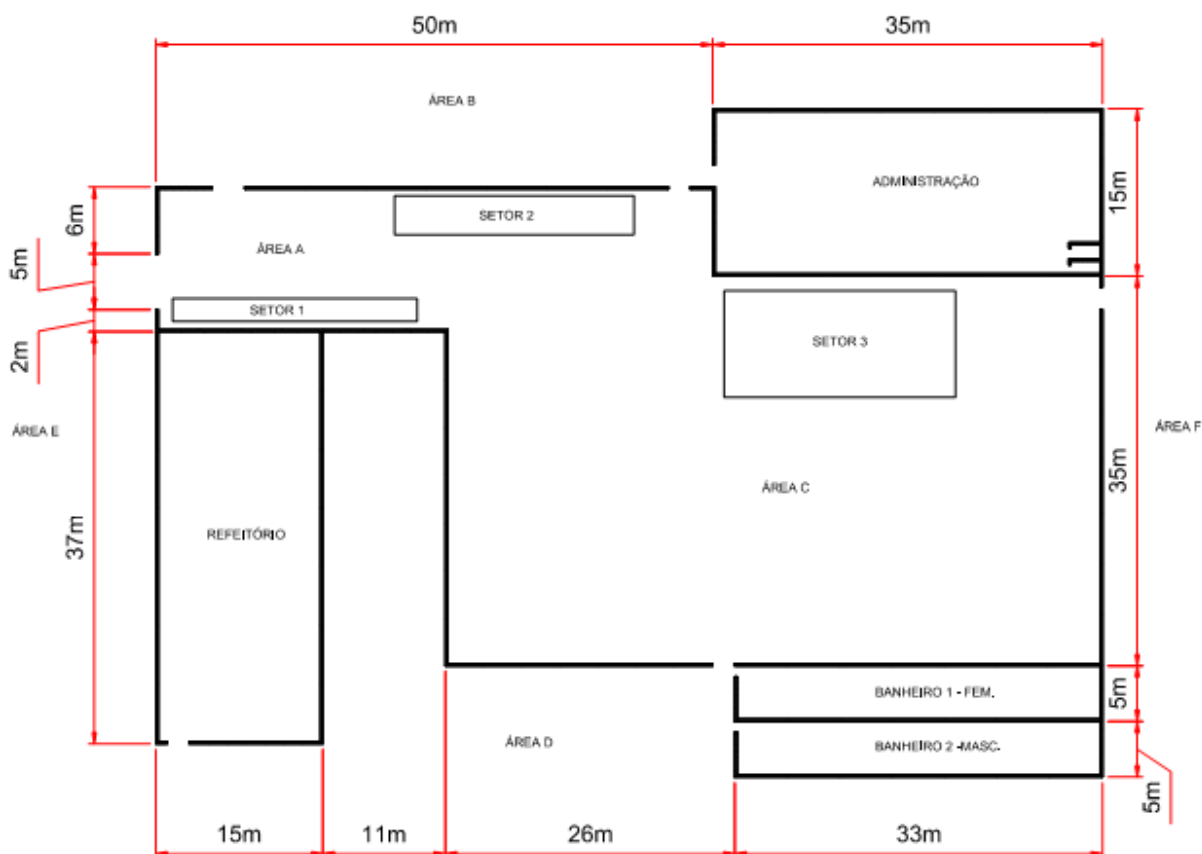 50m
35m
ÁREA B
15m
ADMINISTRAÇÃO
6m
SETOR 2
ÁREA A
5m
SETOR 1
2m
SETOR 3
ÁREA E
ÁREA F
35m
ÁREA C
37m
REFEITÓRIO
BANHEIRO 1 - FEM.
5m
ÁREA D
BANHEIRO 2 -MASC.
5m
15m
11m
26m
33m